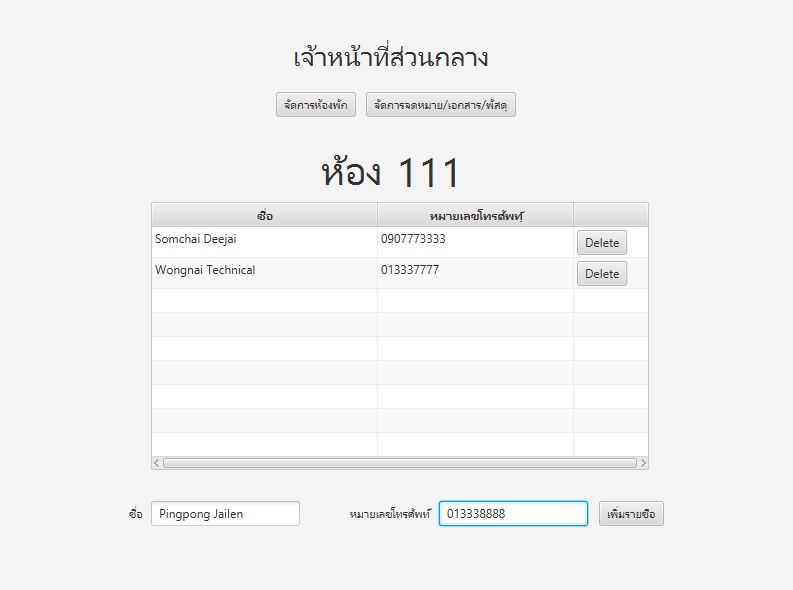 เจ้าหน้าที่ส่วนกลาง
จัดการห้องพัก จัดการจดหมาย/เอกสาร/พัสดุ
ห้อง 111
ชื่อ หมายเลขโทรศัพท์
Somchai Deejai 0907773333 Delete
Wongnai Technical 013337777 Delete
ชื่อ Pingpong Jailen หมายเลขโทรศัพท์ 013338888 เพิ่มรายชื่อ